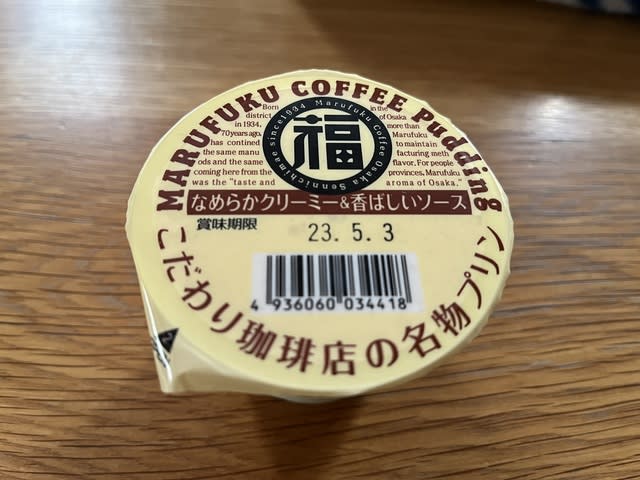 MARUFUKU COFFEE Pudding
Born in the
district of Osaka
in 1934, more than
70years ago, Marufuku
has contined to maintain
the same manu facturing meth
ods and the same flavor. For people
coming here from the provinces, Marufuku
was the "taste and aroma of Osaka."
since1934 Marufuku Coffee Osaka Sennichimae
福
なめらかクリーミー&香ばしいソース
賞味期限
23.5.3
4 936060 034418
こだわり珈琲店の名物プリン